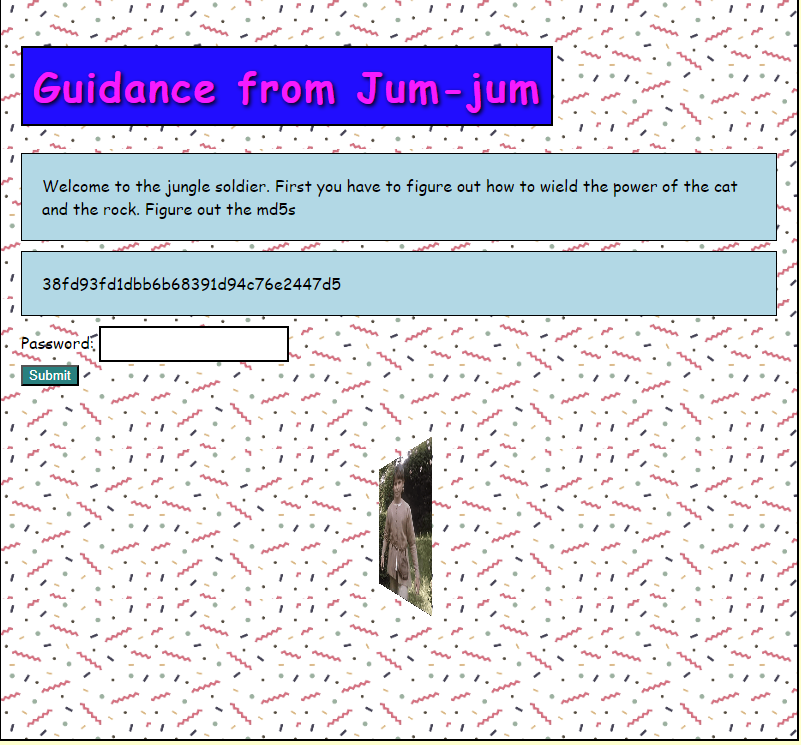 Guidance from Jum-jum
Welcome to the jungle soldier. First you have to figure out how to wield the power of the cat
and the rock. Figure out the md5s
38fd93fd1dbb6b68391d94c76e2447d5
Password:
Submit